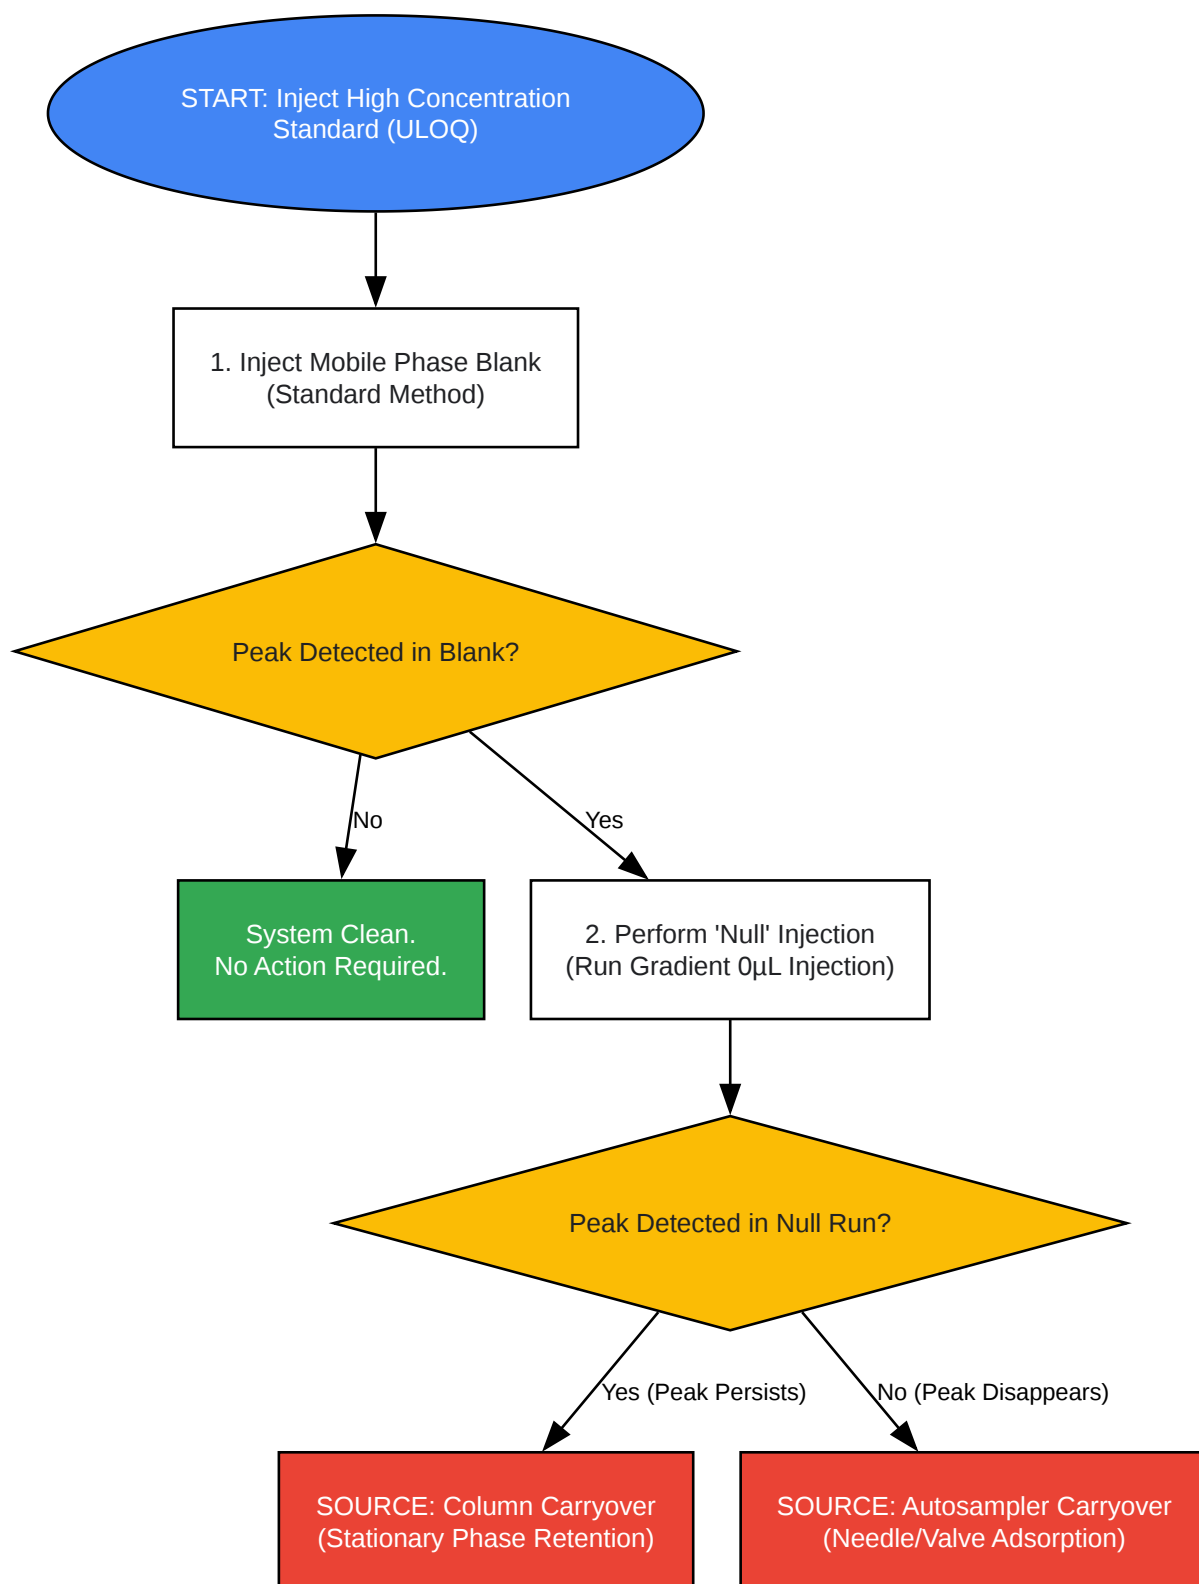 START: Inject High Concentration
Standard (ULOQ)
1. Inject Mobile Phase Blank
(Standard Method)
Peak Detected in Blank?
No
Yes
System Clean.
No Action Required.
2. Perform 'Null' Injection
(Run Gradient 0µL Injection)
Peak Detected in Null Run?
Yes (Peak Persists)
No (Peak Disappears)
SOURCE: Column Carryover
(Stationary Phase Retention)
SOURCE: Autosampler Carryover
(Needle/Valve Adsorption)